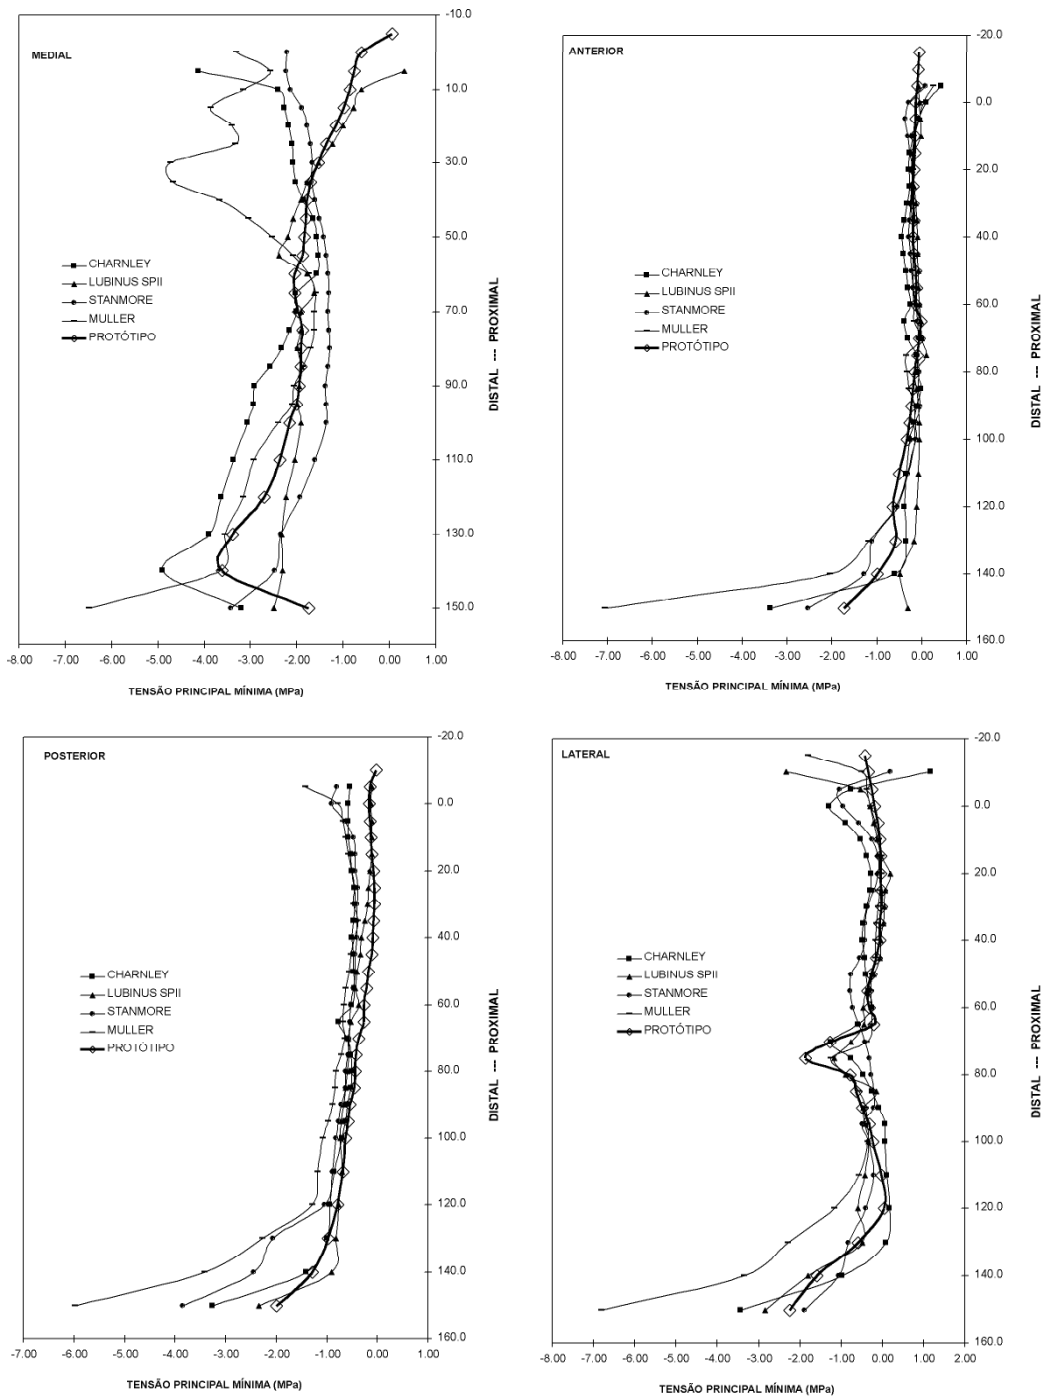 MEDIAL
-10.0
10.0
30.0
50.0
70.0
90.0
110.0
130.0
150.0
DISTAL --- PROXIMAL
CHARNLEY
LUBINUS SPII
STANMORE
MULLER
PROTÓTIPO
-8.00 -7.00 -6.00 -5.00 -4.00 -3.00 -2.00 -1.00 0.00 1.00
TENSÃO PRINCIPAL MÍNIMA (MPa)
ANTERIOR
-20.0
0.0
20.0
40.0
60.0
80.0
100.0
120.0
140.0
160.0
DISTAL --- PROXIMAL
CHARNLEY
LUBINUS SPII
STANMORE
MULLER
PROTÓTIPO
-8.00 -7.00 -6.00 -5.00 -4.00 -3.00 -2.00 -1.00 0.00 1.00
TENSÃO PRINCIPAL MÍNIMA (MPa)
POSTERIOR
-20.0
0.0
20.0
40.0
60.0
80.0
100.0
120.0
140.0
160.0
DISTAL --- PROXIMAL
CHARNLEY
LUBINUS SPII
STANMORE
MULLER
PROTÓTIPO
-7.00 -6.00 -5.00 -4.00 -3.00 -2.00 -1.00 0.00 1.00
TENSÃO PRINCIPAL MÍNIMA (MPa)
LATERAL
-20.0
0.0
20.0
40.0
60.0
80.0
100.0
120.0
140.0
160.0
DISTAL --- PROXIMAL
CHARNLEY
LUBINUS SPII
STANMORE
MULLER
PROTÓTIPO
-8.00 -7.00 -6.00 -5.00 -4.00 -3.00 -2.00 -1.00 0.00 1.00 2.00
TENSÃO PRINCIPAL MÍNIMA (MPa)